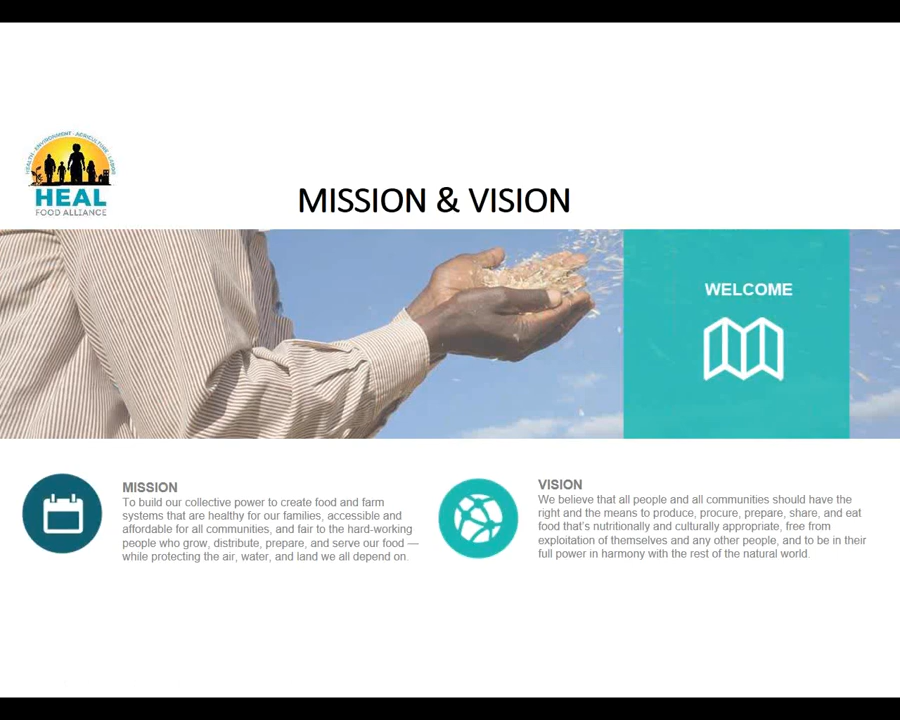 HEALTH · ENVIRONMENT · AGRICULTURE · LABOR
HEAL
FOOD ALLIANCE
MISSION & VISION
WELCOME
MISSION
To build our collective power to create food and farm
systems that are healthy for our families, accessible and
affordable for all communities, and fair to the hard-working
people who grow, distribute, prepare, and serve our food —
while protecting the air, water, and land we all depend on.
VISION
We believe that all people and all communities should have the
right and the means to produce, procure, prepare, share, and eat
food that's nutritionally and culturally appropriate, free from
exploitation of themselves and any other people, and to be in their
full power in harmony with the rest of the natural world.